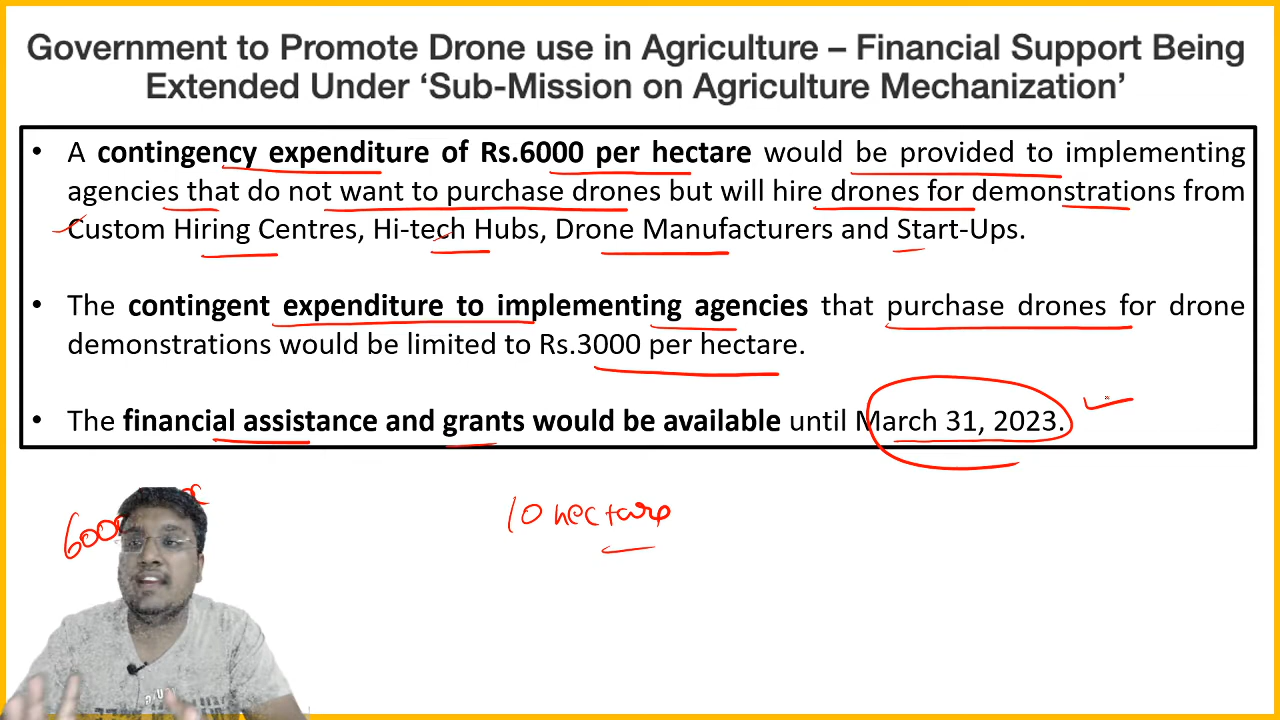 Government to Promote Drone use in Agriculture – Financial Support Being
Extended Under ‘Sub-Mission on Agriculture Mechanization’
• A contingency expenditure of Rs.6000 per hectare would be provided to implementing
agencies that do not want to purchase drones but will hire drones for demonstrations from
Custom Hiring Centres, Hi-tech Hubs, Drone Manufacturers and Start-Ups.
• The contingent expenditure to implementing agencies that purchase drones for drone
demonstrations would be limited to Rs.3000 per hectare.
• The financial assistance and grants would be available until March 31, 2023.
10 hectare